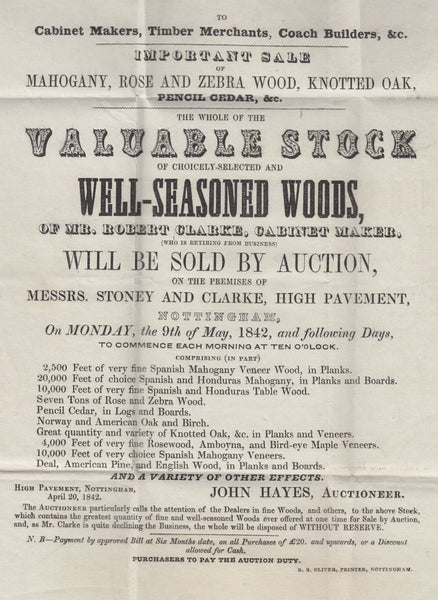 TO
Cabinet Makers, Timber Merchants, Coach Builders, &c.
IMPORTANT SALE
OF
MAHOGANY, ROSE AND ZEBRA WOOD, KNOTTED OAK,
PENCIL CEDAR, &c.
THE WHOLE OF THE
VALUABLE STOCK
OF CHOICELY-SELECTED AND
WELL-SEASONED WOODS,
OF MR. ROBERT CLARKE, CABINET MAKER,
(WHO IS RETIRING FROM BUSINESS)
WILL BE SOLD BY AUCTION,
ON THE PREMISES OF
MESSRS. STONEY AND CLARKE, HIGH PAVEMENT,
NOTTINGHAM,
On MONDAY, the 9th of May, 1842, and following Days,
TO COMMENCE EACH MORNING AT TEN O'CLOCK.
COMPRISING (IN PART)
2,500 Feet of very fine Spanish Mahogany Veneer Wood, in Planks.
20,000 Feet of choice Spanish and Honduras Mahogany, in Planks and Boards.
10,000 Feet of very fine Spanish and Honduras Table Wood.
Seven Tons of Rose and Zebra Wood.
Pencil Cedar, in Logs and Boards.
Norway and American Oak and Birch.
Great quantity and variety of Knotted Oak, &c. in Planks and Veneers.
4,000 Feet of very fine Rosewood, Amboyna, and Bird-eye Maple Veneers.
10,000 Feet of very choice Spanish Mahogany Veneers.
Deal, American Pine, and English Wood, in Planks and Boards.
AND A VARIETY OF OTHER EFFECTS.
HIGH PAVEMENT, NOTTINGHAM,
April 20, 1842.
JOHN HAYES, AUCTIONEER.
The AUCTIONEER particularly calls the attention of the Dealers in fine Woods, and others, to the above Stock,
which contains the greatest quantity of fine and well-seasoned Woods ever offered at one time for Sale by Auction,
and, as Mr. Clarke is quite declining the Business, the whole will be disposed of WITHOUT RESERVE.
N. B—Payment by approved Bill at Six Months date, on all Purchases of £20. and upwards, or a Discount
allowed for Cash.
PURCHASERS TO PAY THE AUCTION DUTY.
R. S. OLIVER, PRINTER, NOTTINGHAM.